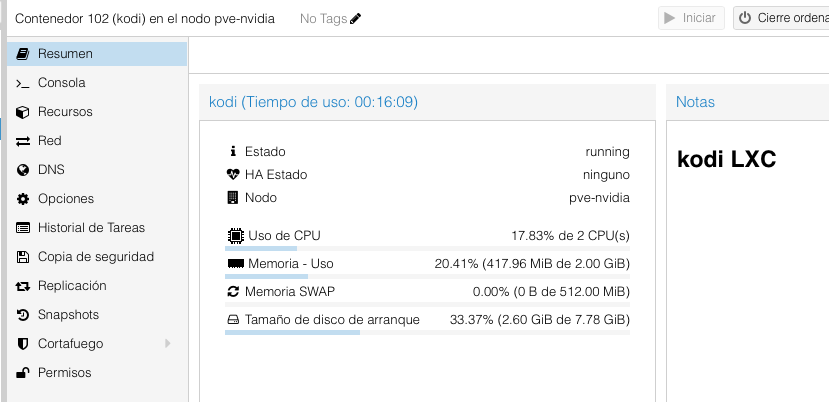 Contenedor 102 (kodi) en el nodo pve-nvidia
No Tags
Iniciar
Cierre ordena
Resumen
Consola
Recursos
Red
DNS
Opciones
Historial de Tareas
Copia de seguridad
Replicación
Snapshots
Cortafuego
Permisos
kodi (Tiempo de uso: 00:16:09)
Estado running
HA Estado ninguno
Nodo pve-nvidia
Uso de CPU 17.83% de 2 CPU(s)
Memoria - Uso 20.41% (417.96 MiB de 2.00 GiB)
Memoria SWAP 0.00% (0 B de 512.00 MiB)
Tamaño de disco de arranque 33.37% (2.60 GiB de 7.78 GiB)
Notas
kodi LXC